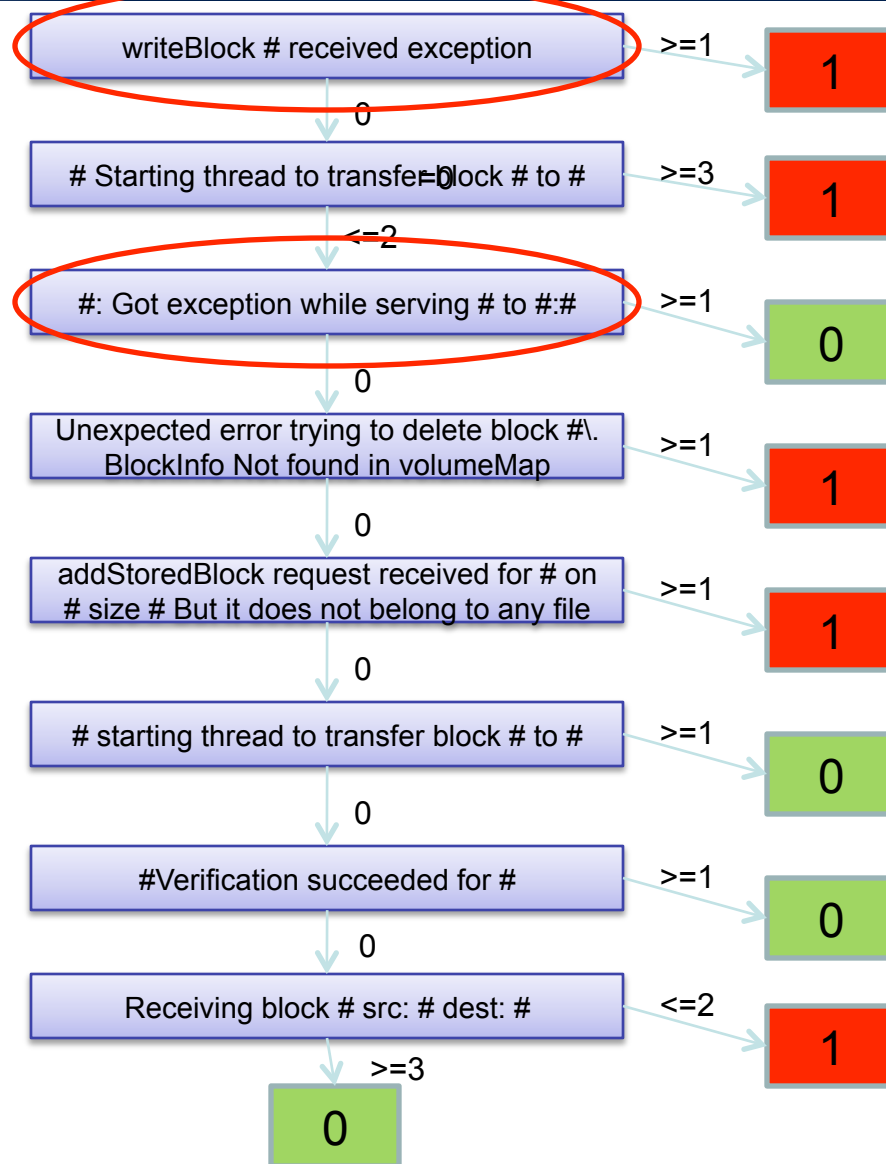 writeBlock # received exception
>=1
1
0
# Starting thread to transfer block # to #
=0
>=3
1
<=2
#: Got exception while serving # to #:#
>=1
0
0
Unexpected error trying to delete block #\.
BlockInfo Not found in volumeMap
>=1
1
0
addStoredBlock request received for # on
# size # But it does not belong to any file
>=1
1
0
# starting thread to transfer block # to #
>=1
0
0
#Verification succeeded for #
>=1
0
0
Receiving block # src: # dest: #
<=2
1
>=3
0